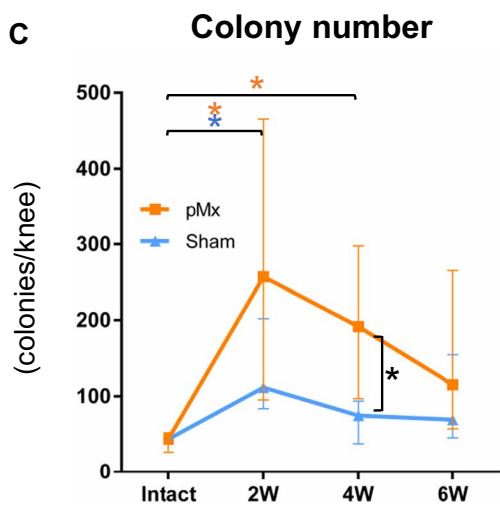 C
Colony number
(colonies/knee)
500
400
300
200
100
0
*
*
*
*
pMx
Sham
Intact 2W 4W 6W